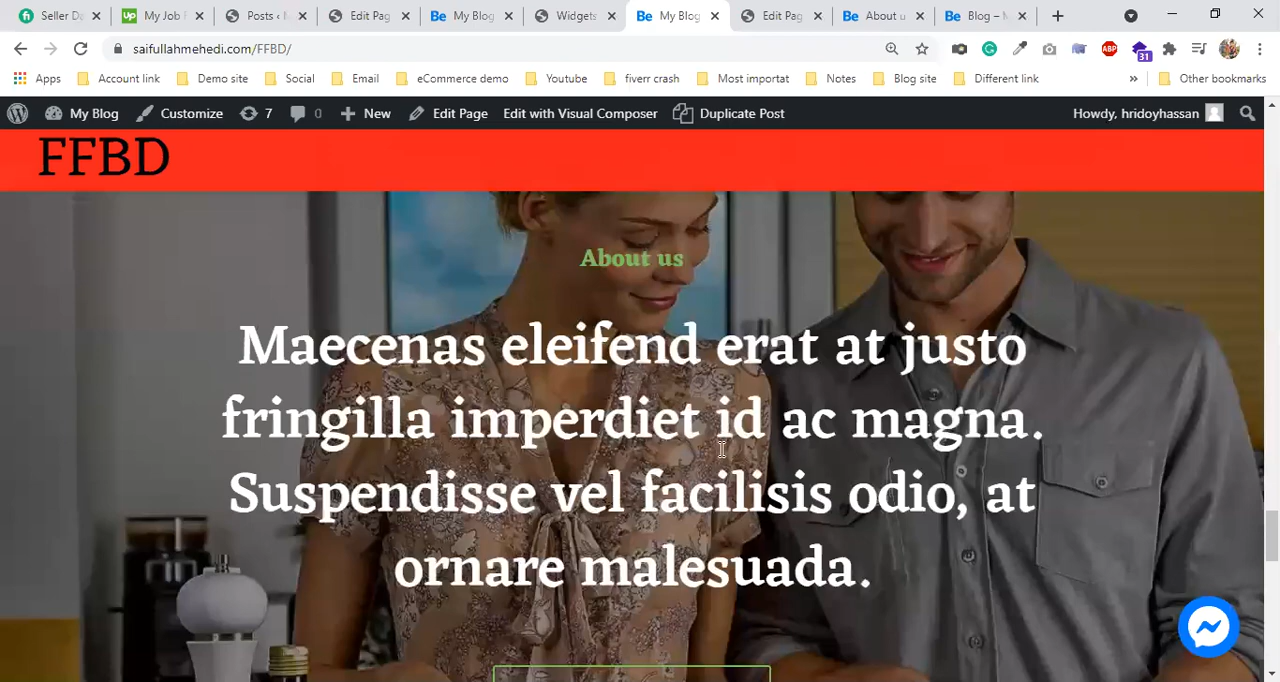 Seller Da
My Job F
Posts ‹
Edit Pag
My Blog
Widgets
My Blog
Edit Pag
About u
Blog –
saifullahmehedi.com/FFBD/
ABP
31
Apps
Account link
Demo site
Social
Email
eCommerce demo
Youtube
fiverr crash
Most importat
Notes
Blog site
Different link
»
Other bookmarks
My Blog
Customize
7
0
New
Edit Page
Edit with Visual Composer
Duplicate Post
Howdy, hridoyhassan
FFBD
About us
Maecenas eleifend erat at justo
fringilla imperdiet id ac magna.
Suspendisse vel facilisis odio, at
ornare malesuada.